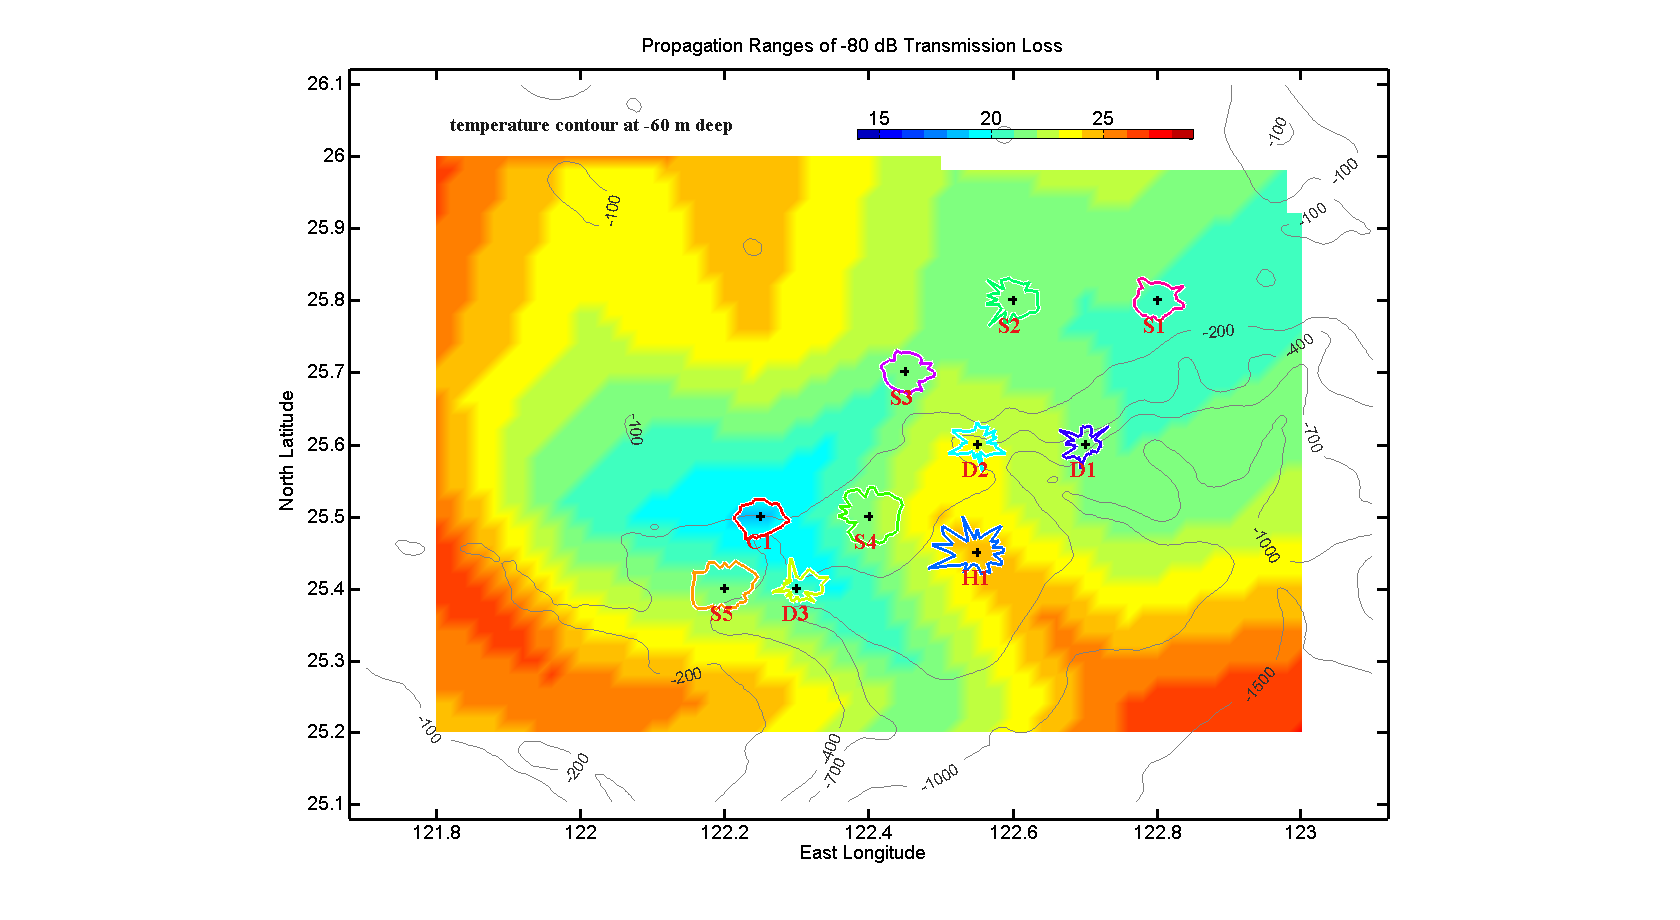 Propagation Ranges of -80 dB Transmission Loss
temperature contour at -60 m deep
15 20 25
26.1
26
25.9
25.8
25.7
25.6
25.5
25.4
25.3
25.2
25.1
North Latitude
-100
-100
-100
-100
S2
S1
-200
-400
S3
-100
-700
D2
D1
C1
S4
-1000
H1
S5
D3
-200
-1500
-100
-400
-200
-700
-1000
121.8 122 122.2 122.4 122.6 122.8 123
East Longitude